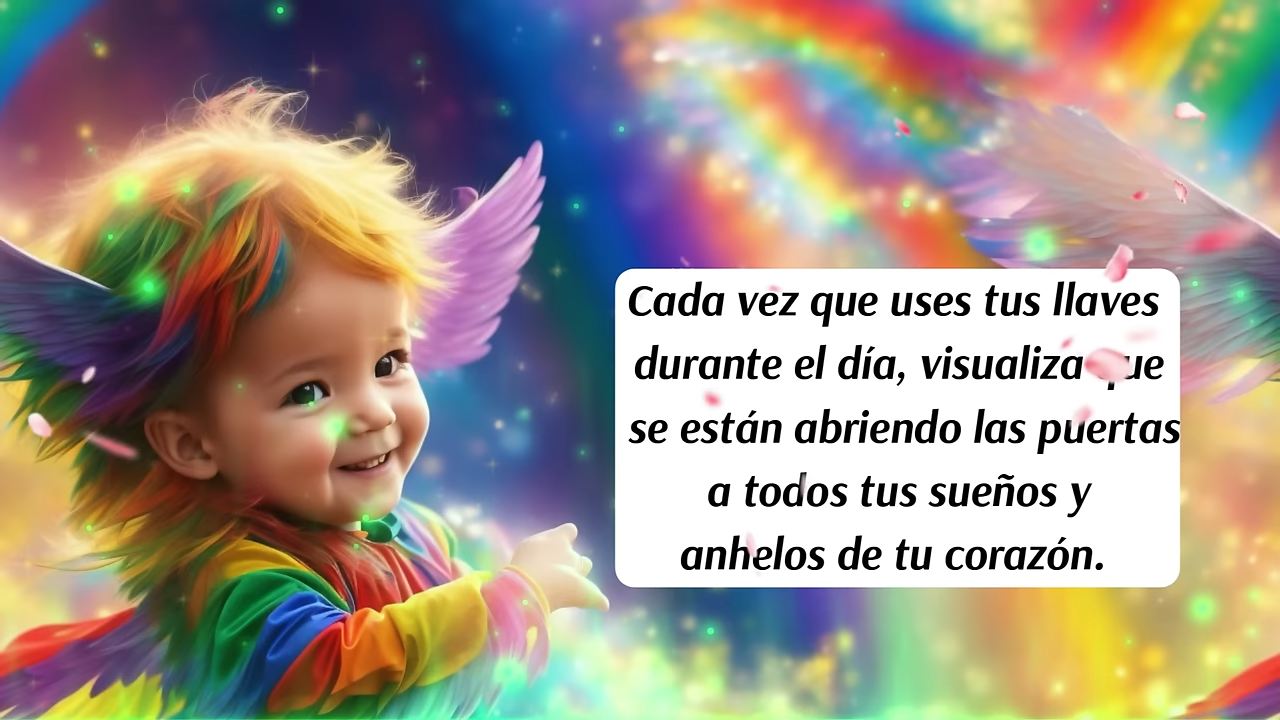 Cada vez que uses tus llaves
durante el día, visualiza que
se están abriendo las puertas
a todos tus sueños y
anhelos de tu corazón.